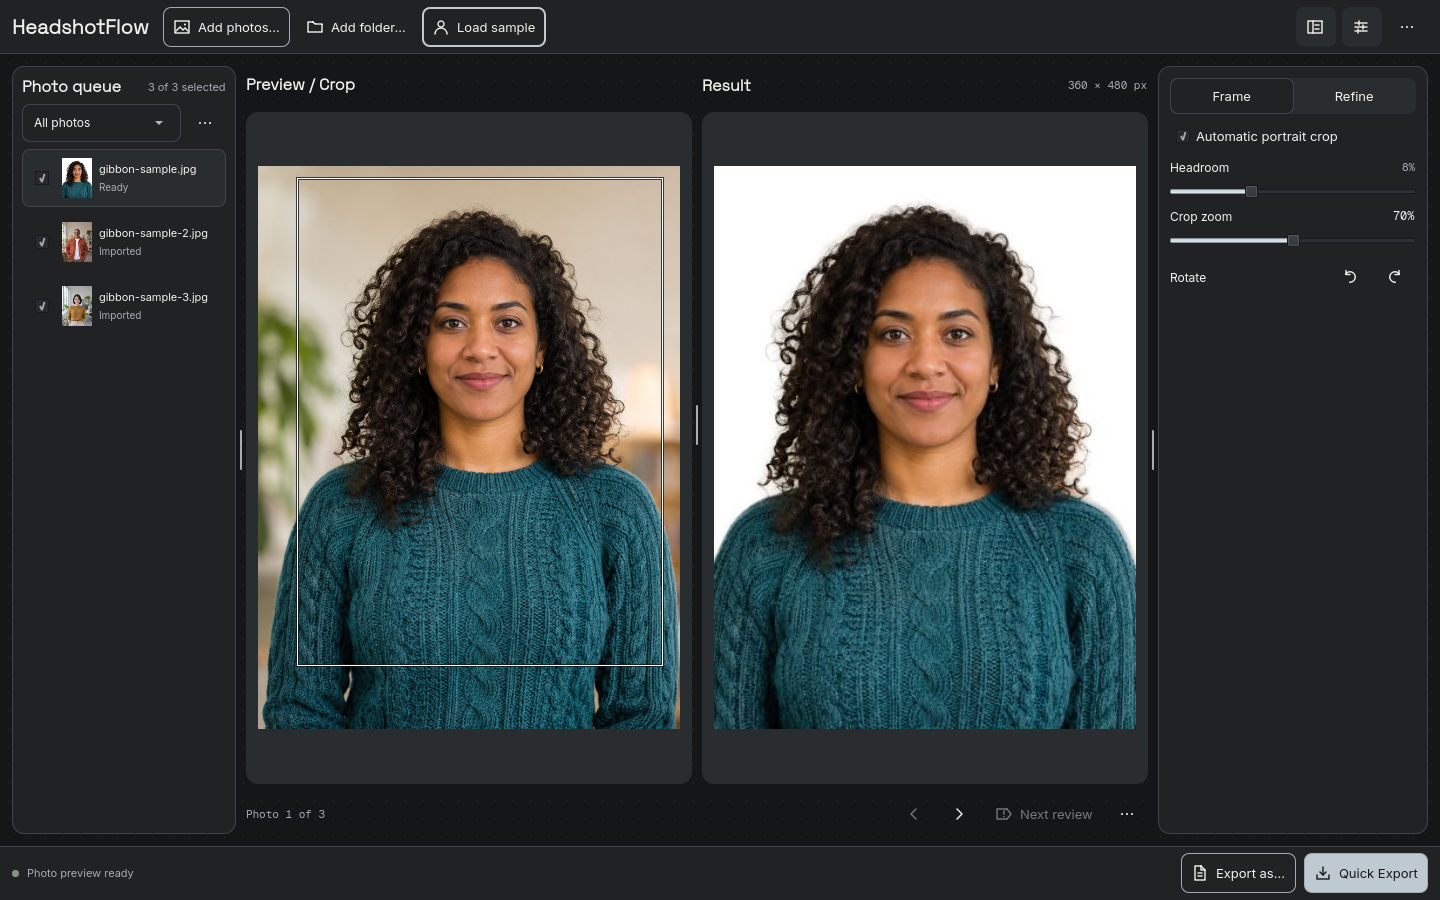 HeadshotFlow
Add photos...
Add folder...
Load sample
Photo queue
3 of 3 selected
All photos
gibbon-sample.jpg
Ready
gibbon-sample-2.jpg
Imported
gibbon-sample-3.jpg
Imported
Preview / Crop
Result
360 × 480 px
Photo 1 of 3
Next review
Frame
Refine
Automatic portrait crop
Headroom
8%
Crop zoom
70%
Rotate
Photo preview ready
Export as...
Quick Export